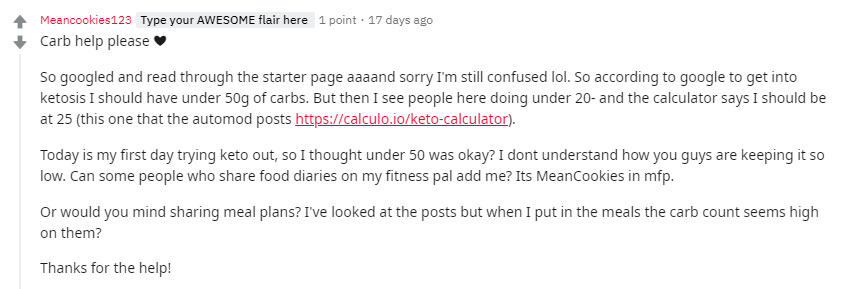 Meancookies123 Type your AWESOME flair here 1 point · 17 days ago
Carb help please 🖤
So googled and read through the starter page aaaand sorry I'm still confused lol. So according to google to get into
ketosis I should have under 50g of carbs. But then I see people here doing under 20- and the calculator says I should be
at 25 (this one that the automod posts https://calculo.io/keto-calculator).
Today is my first day trying keto out, so I thought under 50 was okay? I dont understand how you guys are keeping it so
low. Can some people who share food diaries on my fitness pal add me? Its MeanCookies in mfp.
Or would you mind sharing meal plans? I've looked at the posts but when I put in the meals the carb count seems high
on them?
Thanks for the help!